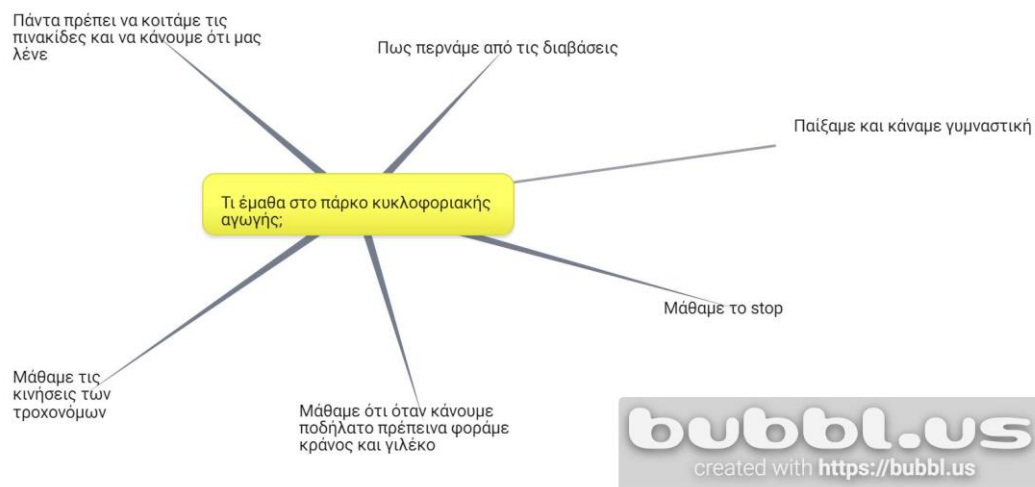 Πάντα πρέπει να κοιτάμε τις
πινακίδες και να κάνουμε ότι μας
λένε
Πως περνάμε από τις διαβάσεις
Παίξαμε και κάναμε γυμναστική
Τι έμαθα στο πάρκο κυκλοφοριακής
αγωγής;
Μάθαμε το stop
Μάθαμε τις
κινήσεις των
τροχονόμων
Μάθαμε ότι όταν κάνουμε
ποδήλατο πρέπεινα φοράμε
κράνος και γιλέκο
bubbl.us
created with https://bubbl.us